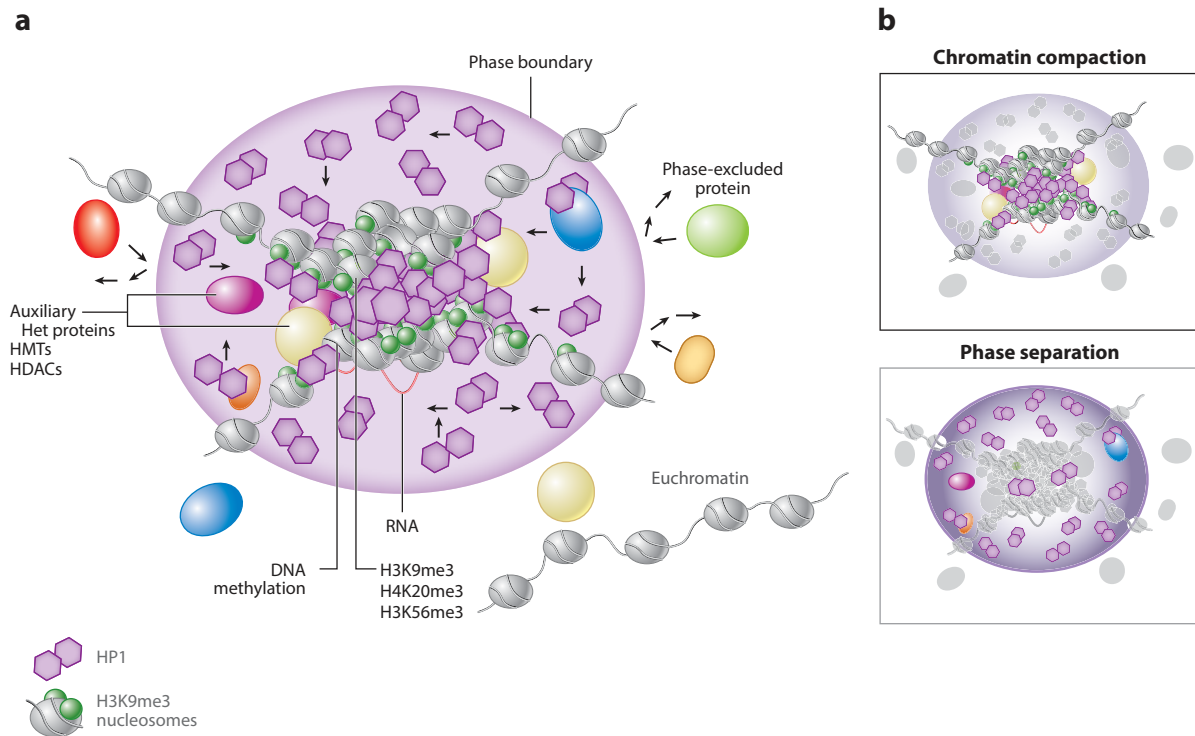 a
Phase boundary
Phase-excluded
protein
Auxiliary
Het proteins
HMTs
HDACs
RNA
Euchromatin
DNA
methylation
H3K9me3
H4K20me3
H3K56me3
HP1
H3K9me3
nucleosomes
b
Chromatin compaction
Phase separation